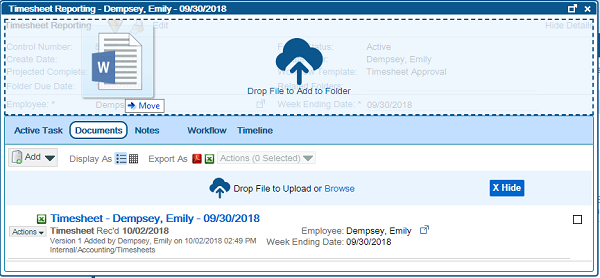 Timesheet Reporting - Dempsey, Emily - 09/30/2018
Timesheet Reporting Edit Hide Details
Control Number: Status: Active
Create Date: Dempsey, Emily
Projected Complete Template: Timesheet Approval
Folder Due Date:
Drop File to Add to Folder
Employee: * Demps Week Ending Date: * 09/30/2018
W
Move
Active Task Documents Notes Workflow Timeline
Add Display As Export As Actions (0 Selected)
Drop File to Upload or Browse X Hide
Timesheet - Dempsey, Emily - 09/30/2018
Actions Timesheet Rec'd 10/02/2018 Employee: Dempsey, Emily
Version 1 Added by Dempsey, Emily on 10/02/2018 02:49 PM Week Ending Date: 09/30/2018
Internal/Accounting/Timesheets